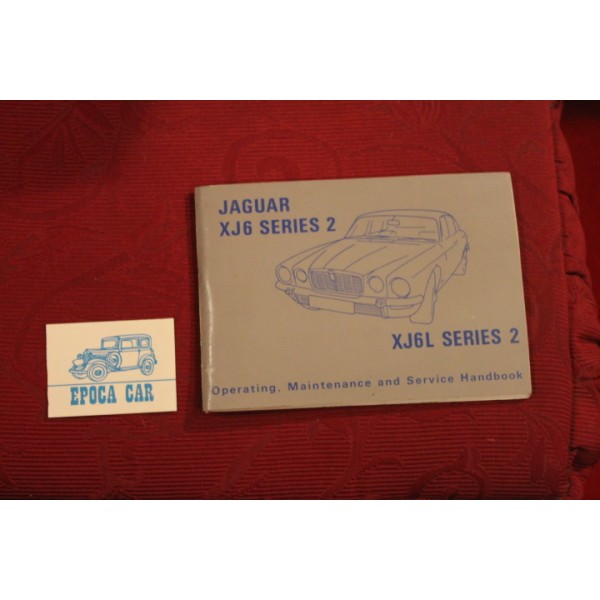 JAGUAR
XJ6 SERIES 2
XJ6L SERIES 2
Operating, Maintenance and Service Handbook
EPOCA CAR